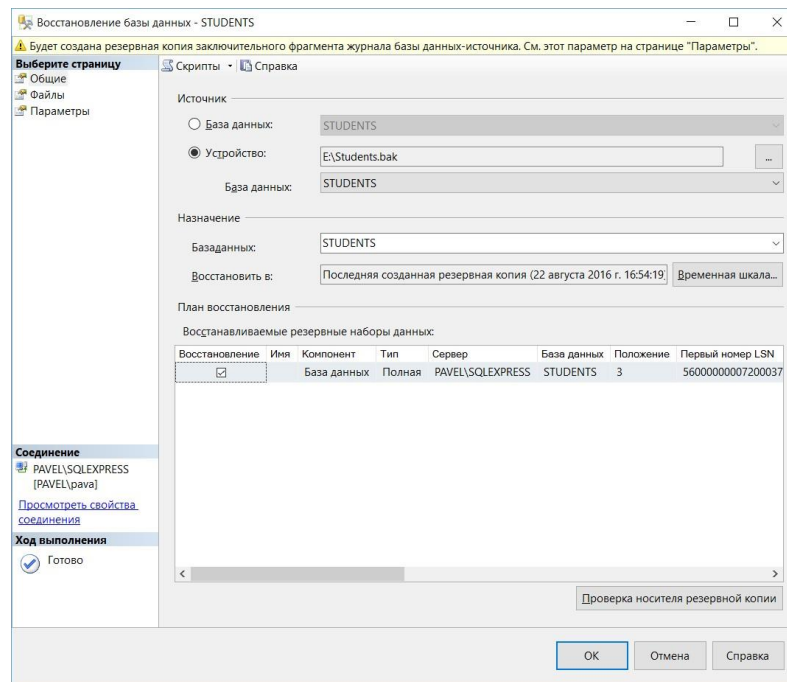 Восстановление базы данных - STUDENTS
Будет создана резервная копия заключительного фрагмента журнала базы данных-источника. См. этот параметр на странице "Параметры".
Выберите страницу
Общие
Файлы
Параметры
Скрипты Справка
Источник
База данных: STUDENTS
Устройство: E:\Students.bak ...
База данных: STUDENTS
Назначение
Базаданных: STUDENTS
Восстановить в: Последняя созданная резервная копия (22 августа 2016 г. 16:54:19) Временная шкала...
План восстановления
Восстанавливаемые резервные наборы данных:
Восстановление Имя Компонент Тип Сервер База данных Положение Первый номер LSN
База данных Полная PAVEL\SQLEXPRESS STUDENTS 3 56000000007200037
Соединение
PAVEL\SQLEXPRESS
[PAVEL\pava]
Просмотреть свойства
соединения
Ход выполнения
Готово
Проверка носителя резервной копии
ОК Отмена Справка